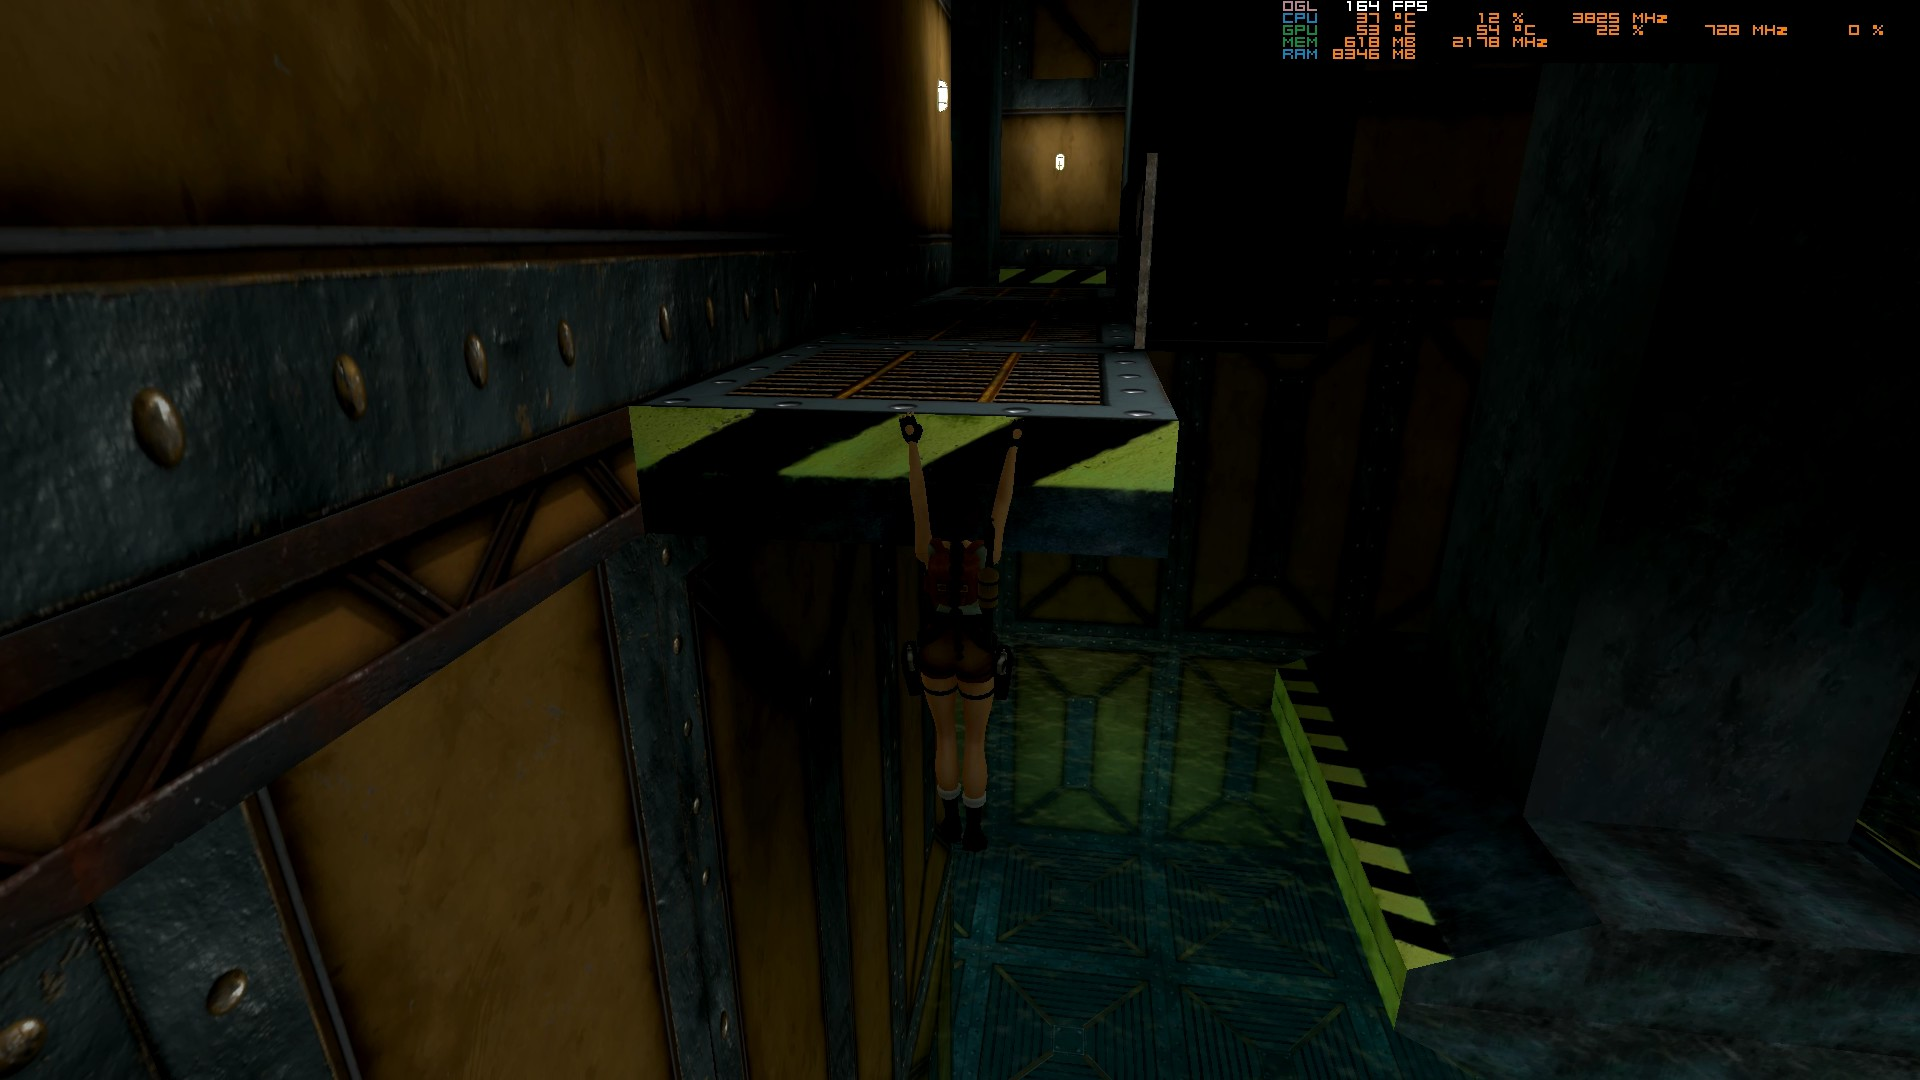 OGL 164 FPS
CPU 37 °C 12 % 3825 MHz
GPU 53 °C 54 °C 22 % 728 MHz 0 %
MEM 618 MB 2178 MHz
RAM 8346 MB